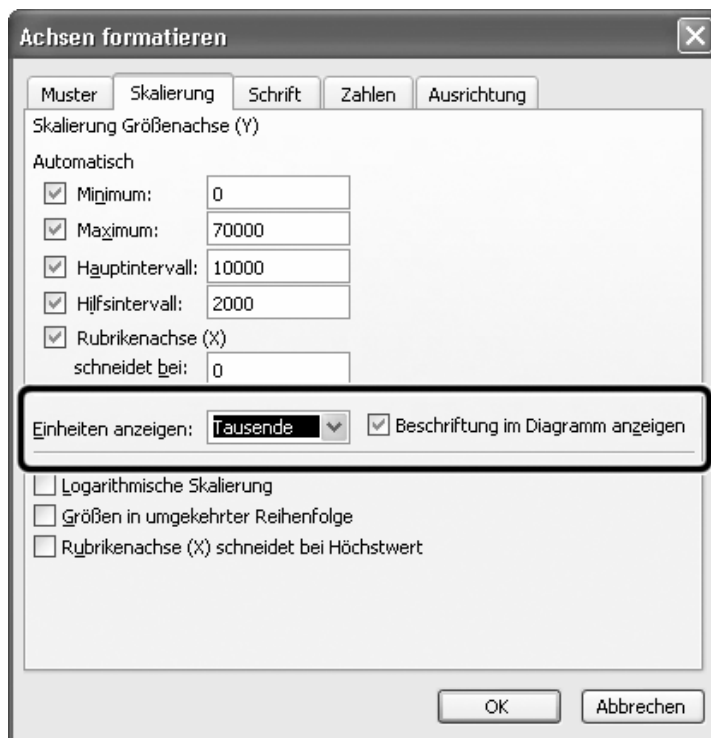 Achsen formatieren
Muster Skalierung Schrift Zahlen Ausrichtung
Skalierung Größenachse (Y)
Automatisch
Minimum: 0
Maximum: 70000
Hauptintervall: 10000
Hilfsintervall: 2000
Rubrikenachse (X)
schneidet bei: 0
Einheiten anzeigen: Tausende Beschriftung im Diagramm anzeigen
Logarithmische Skalierung
Größen in umgekehrter Reihenfolge
Rubrikenachse (X) schneidet bei Höchstwert
OK Abbrechen